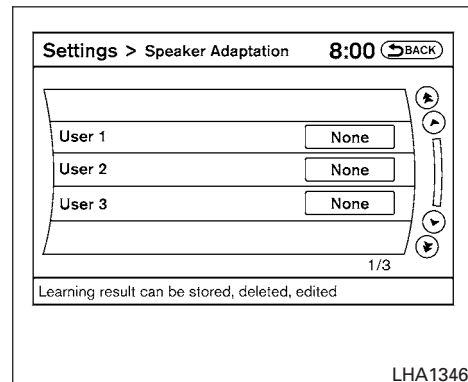 Settings > Speaker Adaptation 8:00 BACK
User 1 None
User 2 None
User 3 None
1/3
Learning result can be stored, deleted, edited
LHA1346